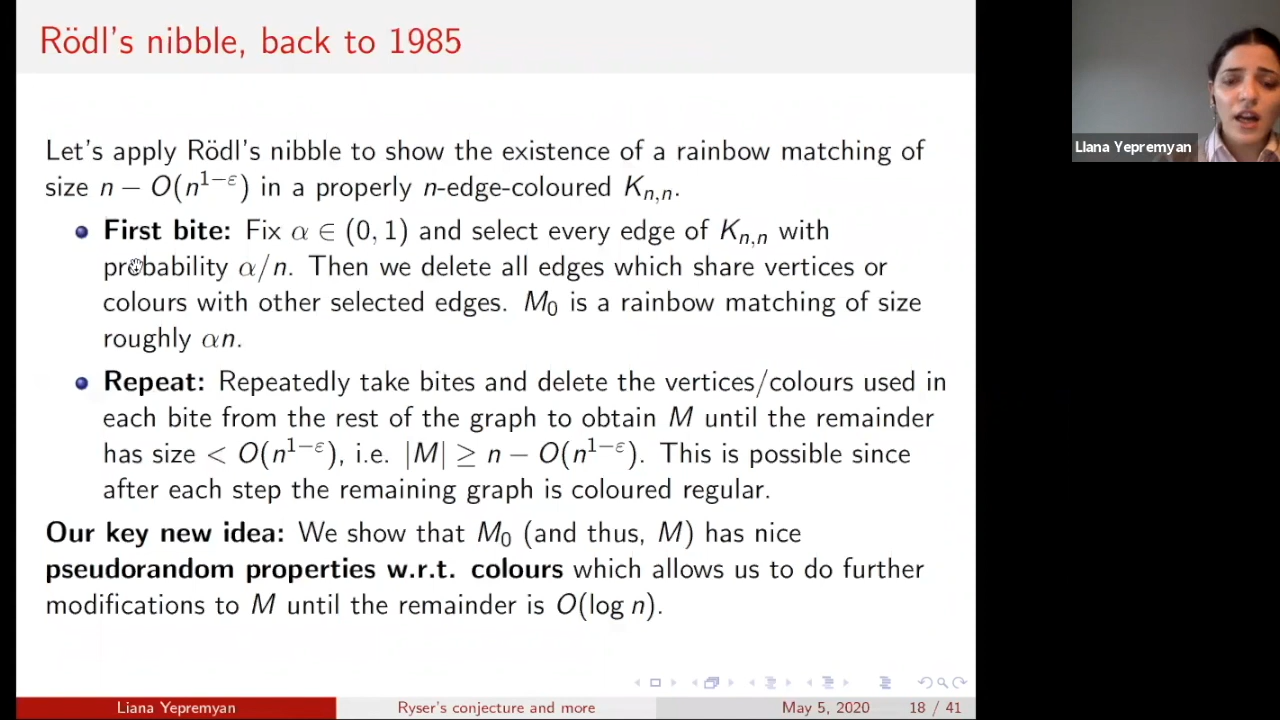 Rödl's nibble, back to 1985
Let's apply Rödl's nibble to show the existence of a rainbow matching of
size n − O(n^{1−ε}) in a properly n-edge-coloured K_{n,n}.
First bite: Fix α ∈ (0, 1) and select every edge of K_{n,n} with
probability α/n. Then we delete all edges which share vertices or
colours with other selected edges. M_0 is a rainbow matching of size
roughly αn.
Repeat: Repeatedly take bites and delete the vertices/colours used in
each bite from the rest of the graph to obtain M until the remainder
has size < O(n^{1−ε}), i.e. |M| ≥ n − O(n^{1−ε}). This is possible since
after each step the remaining graph is coloured regular.
Our key new idea: We show that M_0 (and thus, M) has nice
pseudorandom properties w.r.t. colours which allows us to do further
modifications to M until the remainder is O(log n).
Liana Yepremyan
Ryser's conjecture and more
May 5, 2020
18 / 41
LIana Yepremyan